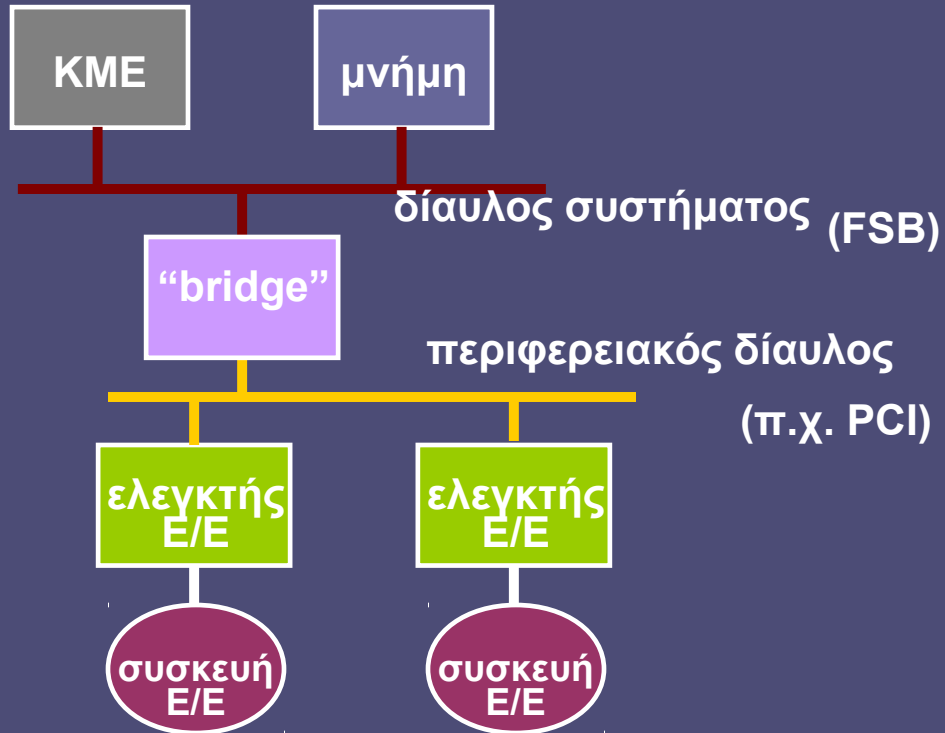 ΚΜΕ
μνήμη
δίαυλος συστήματος (FSB)
“bridge”
περιφερειακός δίαυλος
(π.χ. PCI)
ελεγκτής
Ε/Ε
ελεγκτής
Ε/Ε
συσκευή
Ε/Ε
συσκευή
Ε/Ε